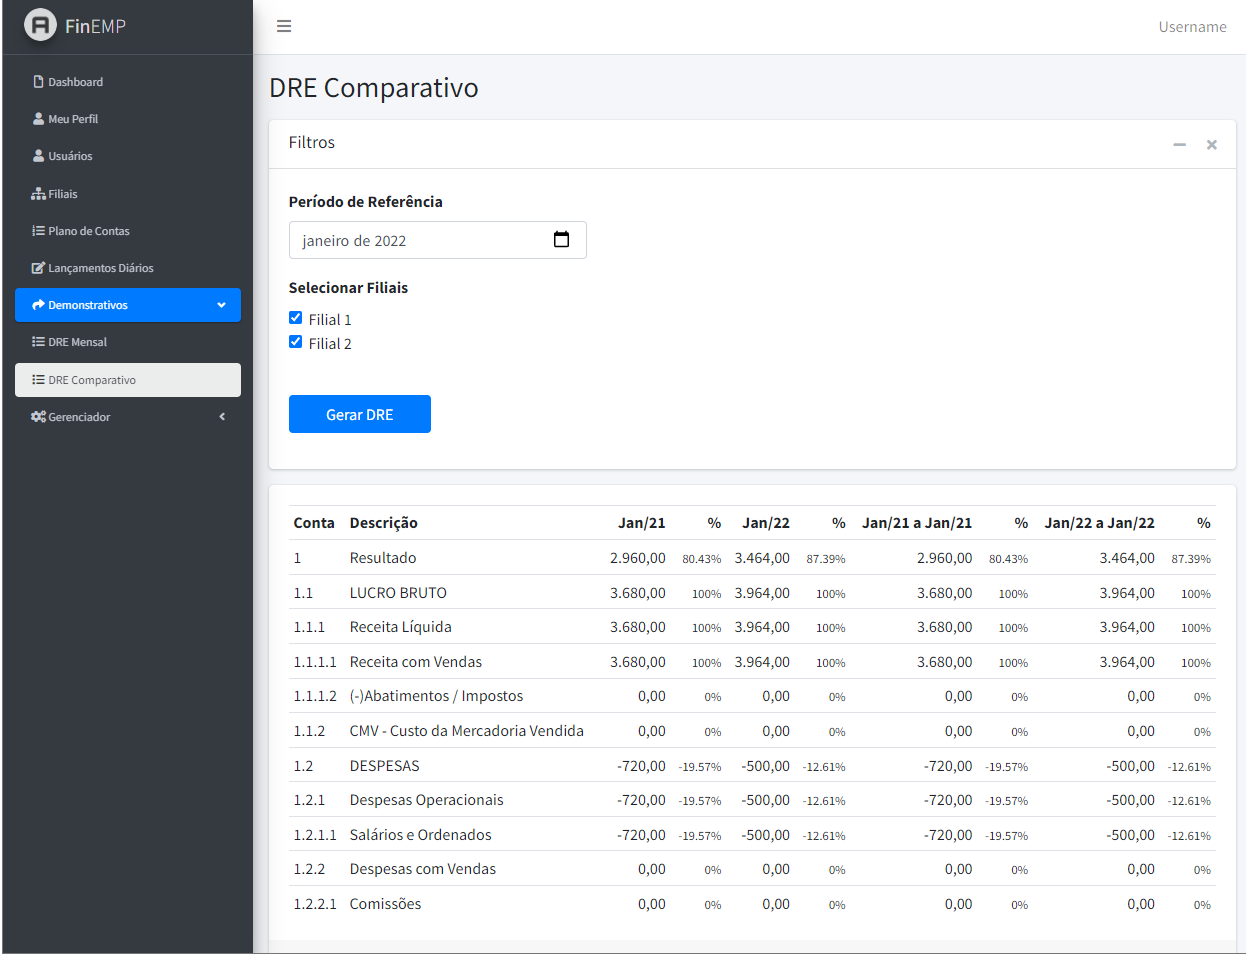 FinEMP
Username
Dashboard
Meu Perfil
Usuários
Filiais
Plano de Contas
Lançamentos Diários
Demonstrativos
DRE Mensal
DRE Comparativo
Gerenciador
DRE Comparativo
Filtros
Período de Referência
janeiro de 2022
Selecionar Filiais
Filial 1
Filial 2
Gerar DRE
Conta Descrição Jan/21 % Jan/22 % Jan/21 a Jan/21 % Jan/22 a Jan/22 %
1 Resultado 2.960,00 80.43% 3.464,00 87.39% 2.960,00 80.43% 3.464,00 87.39%
1.1 LUCRO BRUTO 3.680,00 100% 3.964,00 100% 3.680,00 100% 3.964,00 100%
1.1.1 Receita Líquida 3.680,00 100% 3.964,00 100% 3.680,00 100% 3.964,00 100%
1.1.1.1 Receita com Vendas 3.680,00 100% 3.964,00 100% 3.680,00 100% 3.964,00 100%
1.1.1.2 (-)Abatimentos / Impostos 0,00 0% 0,00 0% 0,00 0% 0,00 0%
1.1.2 CMV - Custo da Mercadoria Vendida 0,00 0% 0,00 0% 0,00 0% 0,00 0%
1.2 DESPESAS -720,00 -19.57% -500,00 -12.61% -720,00 -19.57% -500,00 -12.61%
1.2.1 Despesas Operacionais -720,00 -19.57% -500,00 -12.61% -720,00 -19.57% -500,00 -12.61%
1.2.1.1 Salários e Ordenados -720,00 -19.57% -500,00 -12.61% -720,00 -19.57% -500,00 -12.61%
1.2.2 Despesas com Vendas 0,00 0% 0,00 0% 0,00 0% 0,00 0%
1.2.2.1 Comissões 0,00 0% 0,00 0% 0,00 0% 0,00 0%